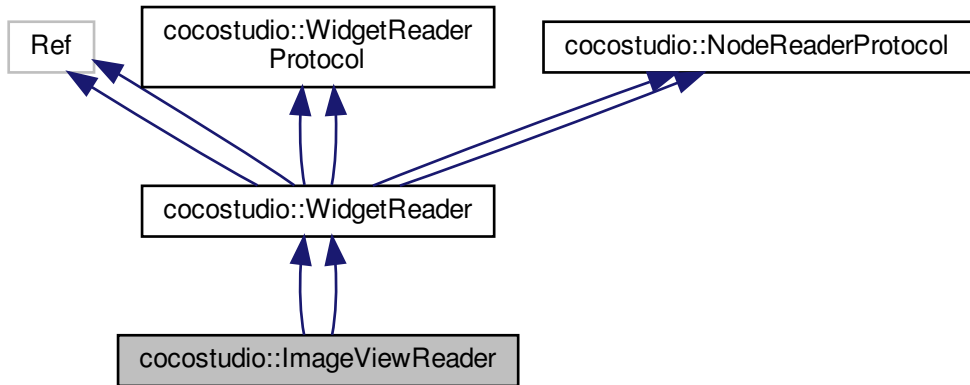 Ref
cocostudio::WidgetReader
Protocol
cocostudio::NodeReaderProtocol
cocostudio::WidgetReader
cocostudio::ImageViewReader